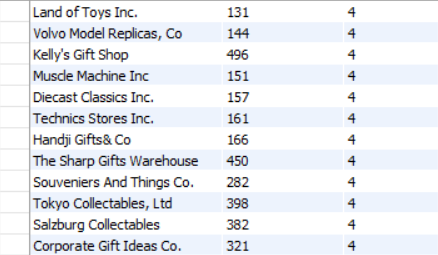 Land of Toys Inc. 131 4
Volvo Model Replicas, Co 144 4
Kelly's Gift Shop 496 4
Muscle Machine Inc 151 4
Diecast Classics Inc. 157 4
Technics Stores Inc. 161 4
Handji Gifts& Co 166 4
The Sharp Gifts Warehouse 450 4
Souveniers And Things Co. 282 4
Tokyo Collectables, Ltd 398 4
Salzburg Collectables 382 4
Corporate Gift Ideas Co. 321 4